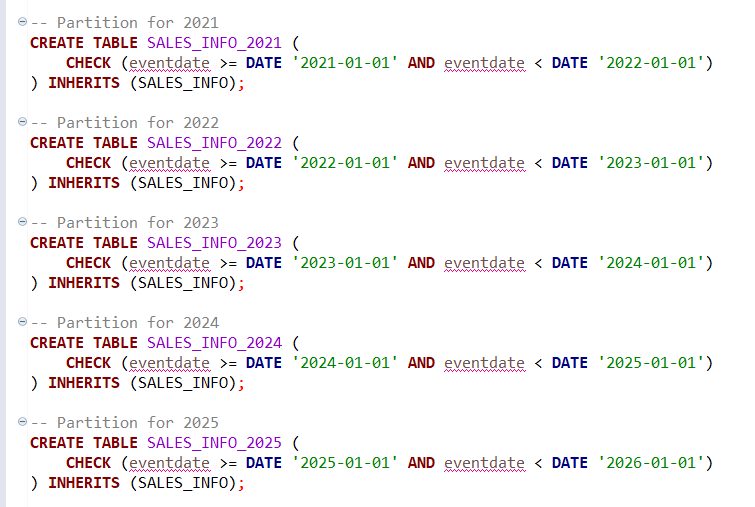 -- Partition for 2021
CREATE TABLE SALES_INFO_2021 (
    CHECK (eventdate >= DATE '2021-01-01' AND eventdate < DATE '2022-01-01')
) INHERITS (SALES_INFO);
-- Partition for 2022
CREATE TABLE SALES_INFO_2022 (
    CHECK (eventdate >= DATE '2022-01-01' AND eventdate < DATE '2023-01-01')
) INHERITS (SALES_INFO);
-- Partition for 2023
CREATE TABLE SALES_INFO_2023 (
    CHECK (eventdate >= DATE '2023-01-01' AND eventdate < DATE '2024-01-01')
) INHERITS (SALES_INFO);
-- Partition for 2024
CREATE TABLE SALES_INFO_2024 (
    CHECK (eventdate >= DATE '2024-01-01' AND eventdate < DATE '2025-01-01')
) INHERITS (SALES_INFO);
-- Partition for 2025
CREATE TABLE SALES_INFO_2025 (
    CHECK (eventdate >= DATE '2025-01-01' AND eventdate < DATE '2026-01-01')
) INHERITS (SALES_INFO);